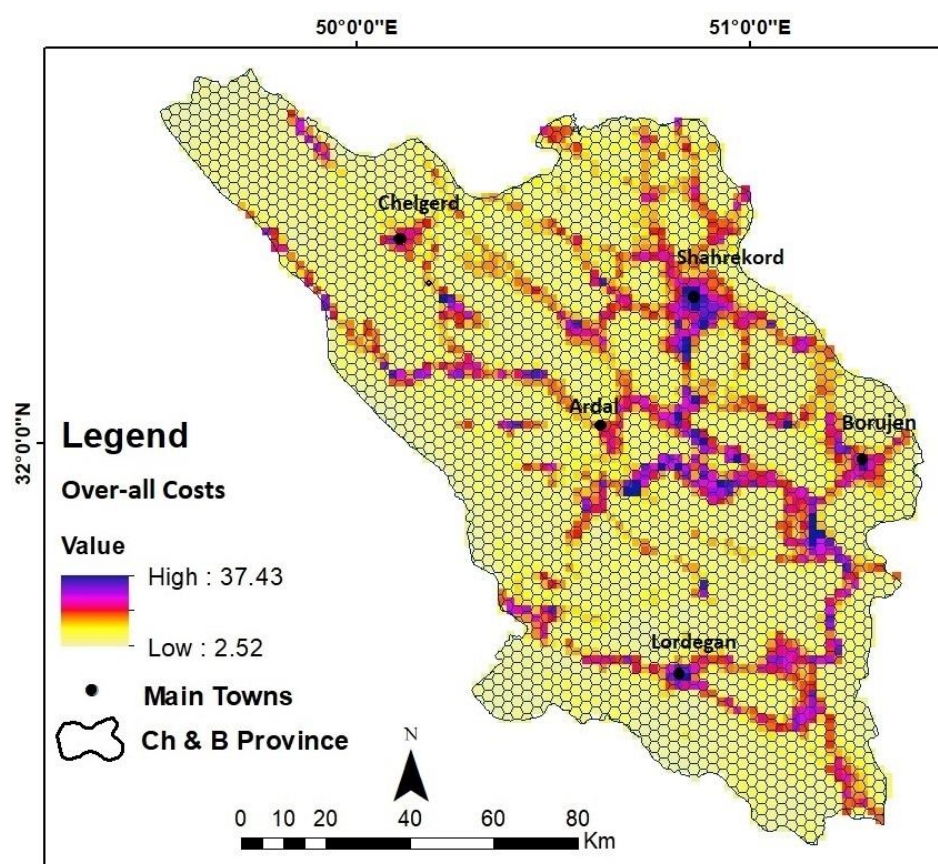 50°0'0"E
51°0'0"E
Chelgerd
Shahrekord
Ardal
Borujen
32°0'0"N
Legend
Over-all Costs
Value
High : 37.43
Low : 2.52
Lordegan
Main Towns
Ch & B Province
N
0 10 20 40 60 80
Km